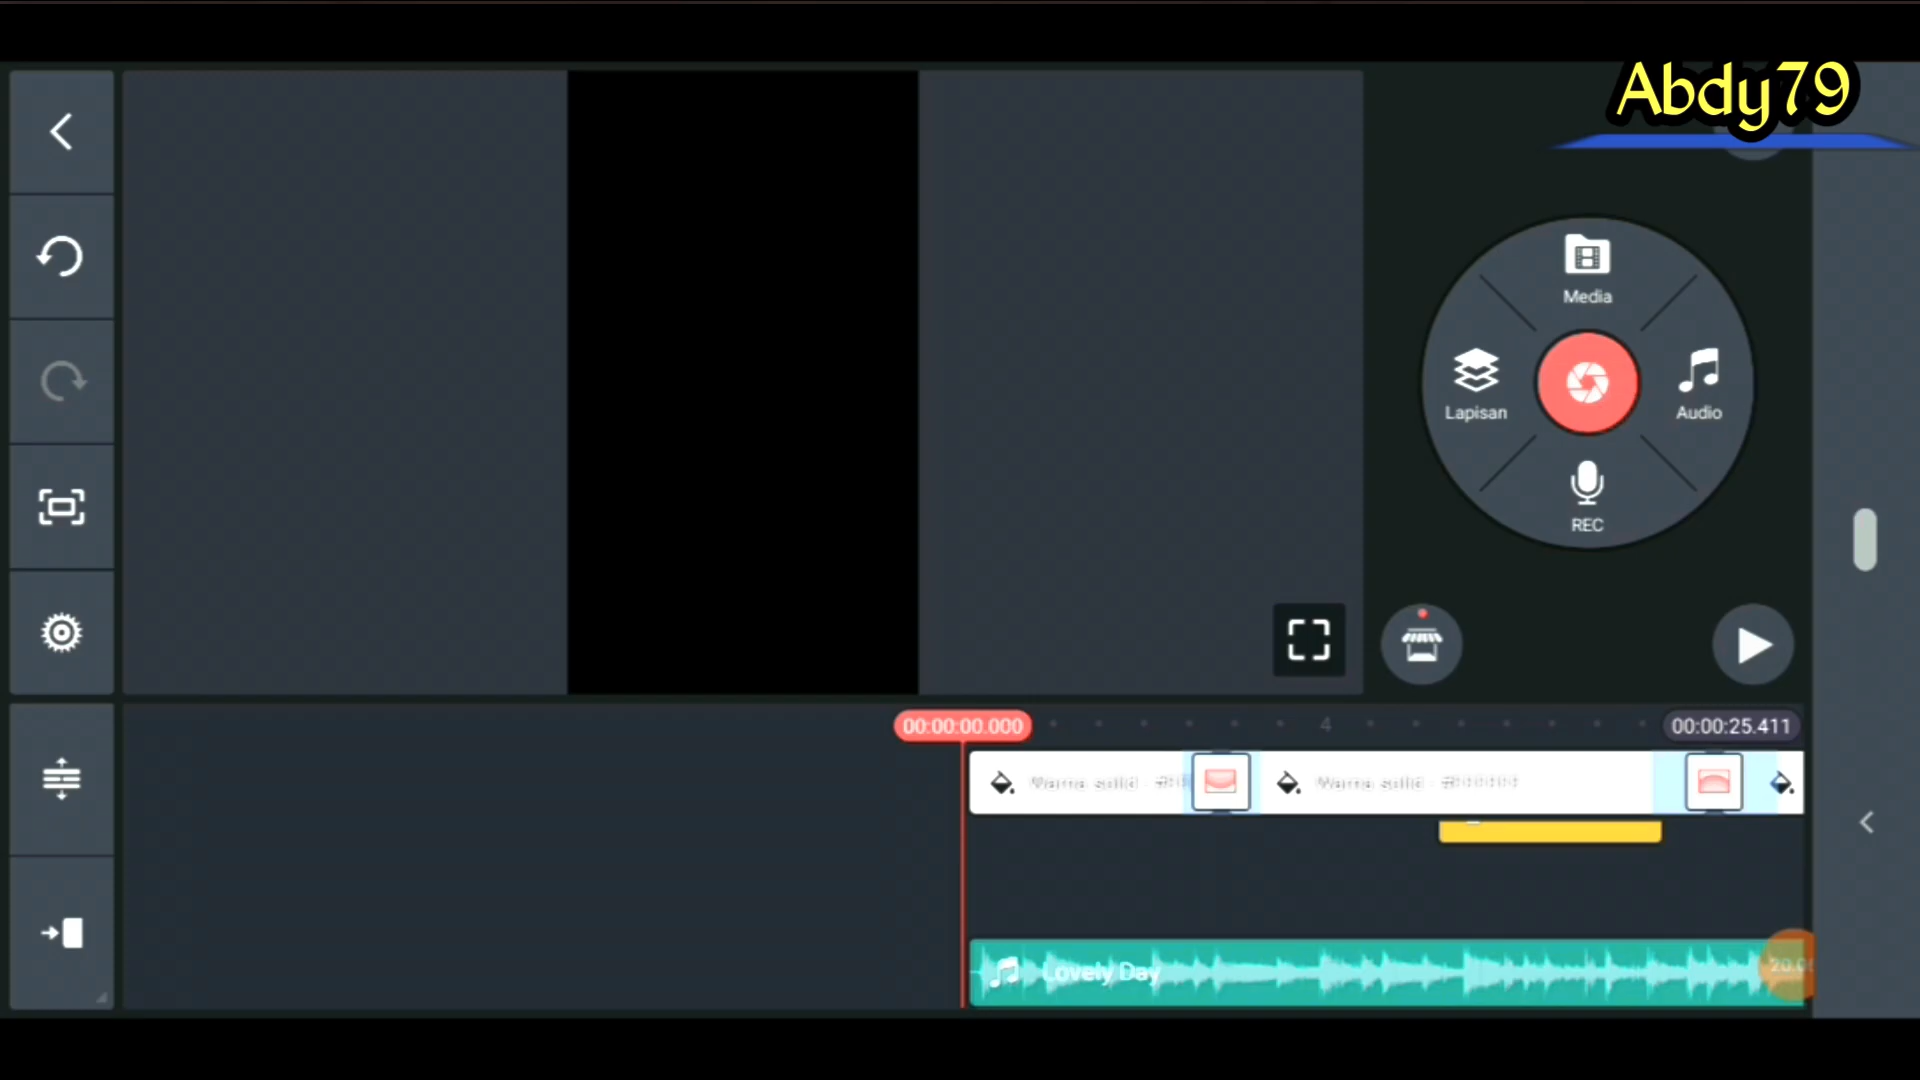 Abdy79
Media
Lapisan
Audio
REC
00:00:00.000
4
00:00:25.411
Warna solid
Warna solid
Lovely Day